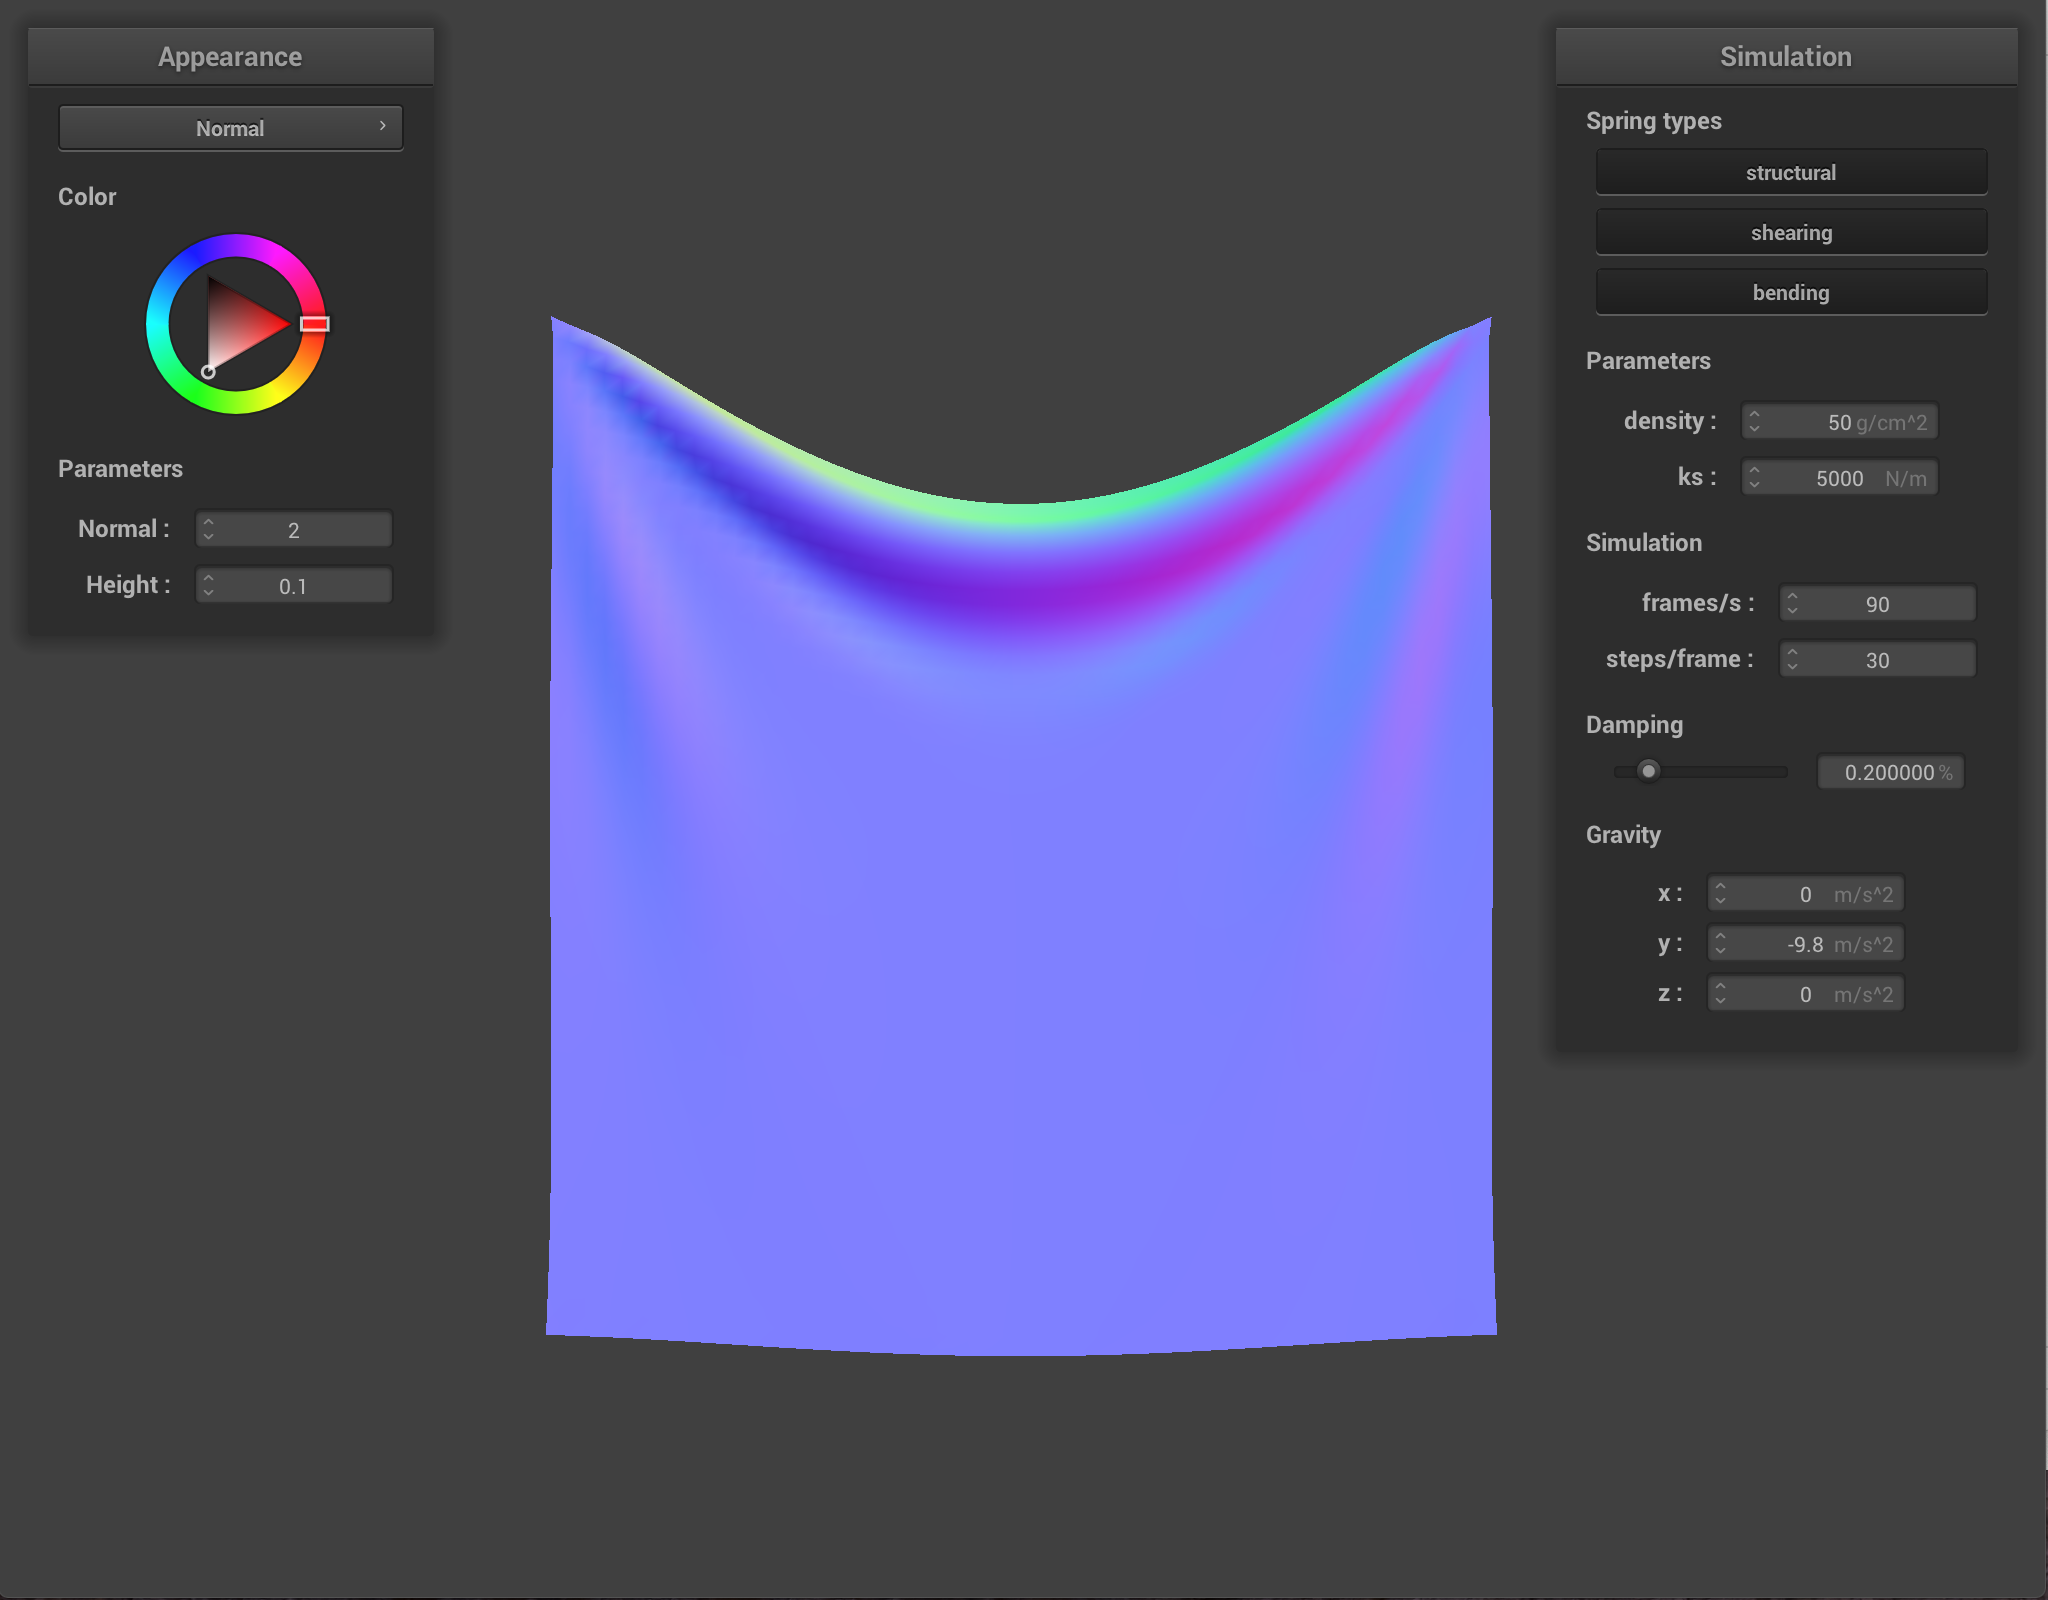 Appearance
Normal
Color
Parameters
Normal : 2
Height : 0.1
Simulation
Spring types
structural
shearing
bending
Parameters
density : 50 g/cm^2
ks : 5000 N/m
Simulation
frames/s : 90
steps/frame : 30
Damping
0.200000 %
Gravity
x : 0 m/s^2
y : -9.8 m/s^2
z : 0 m/s^2